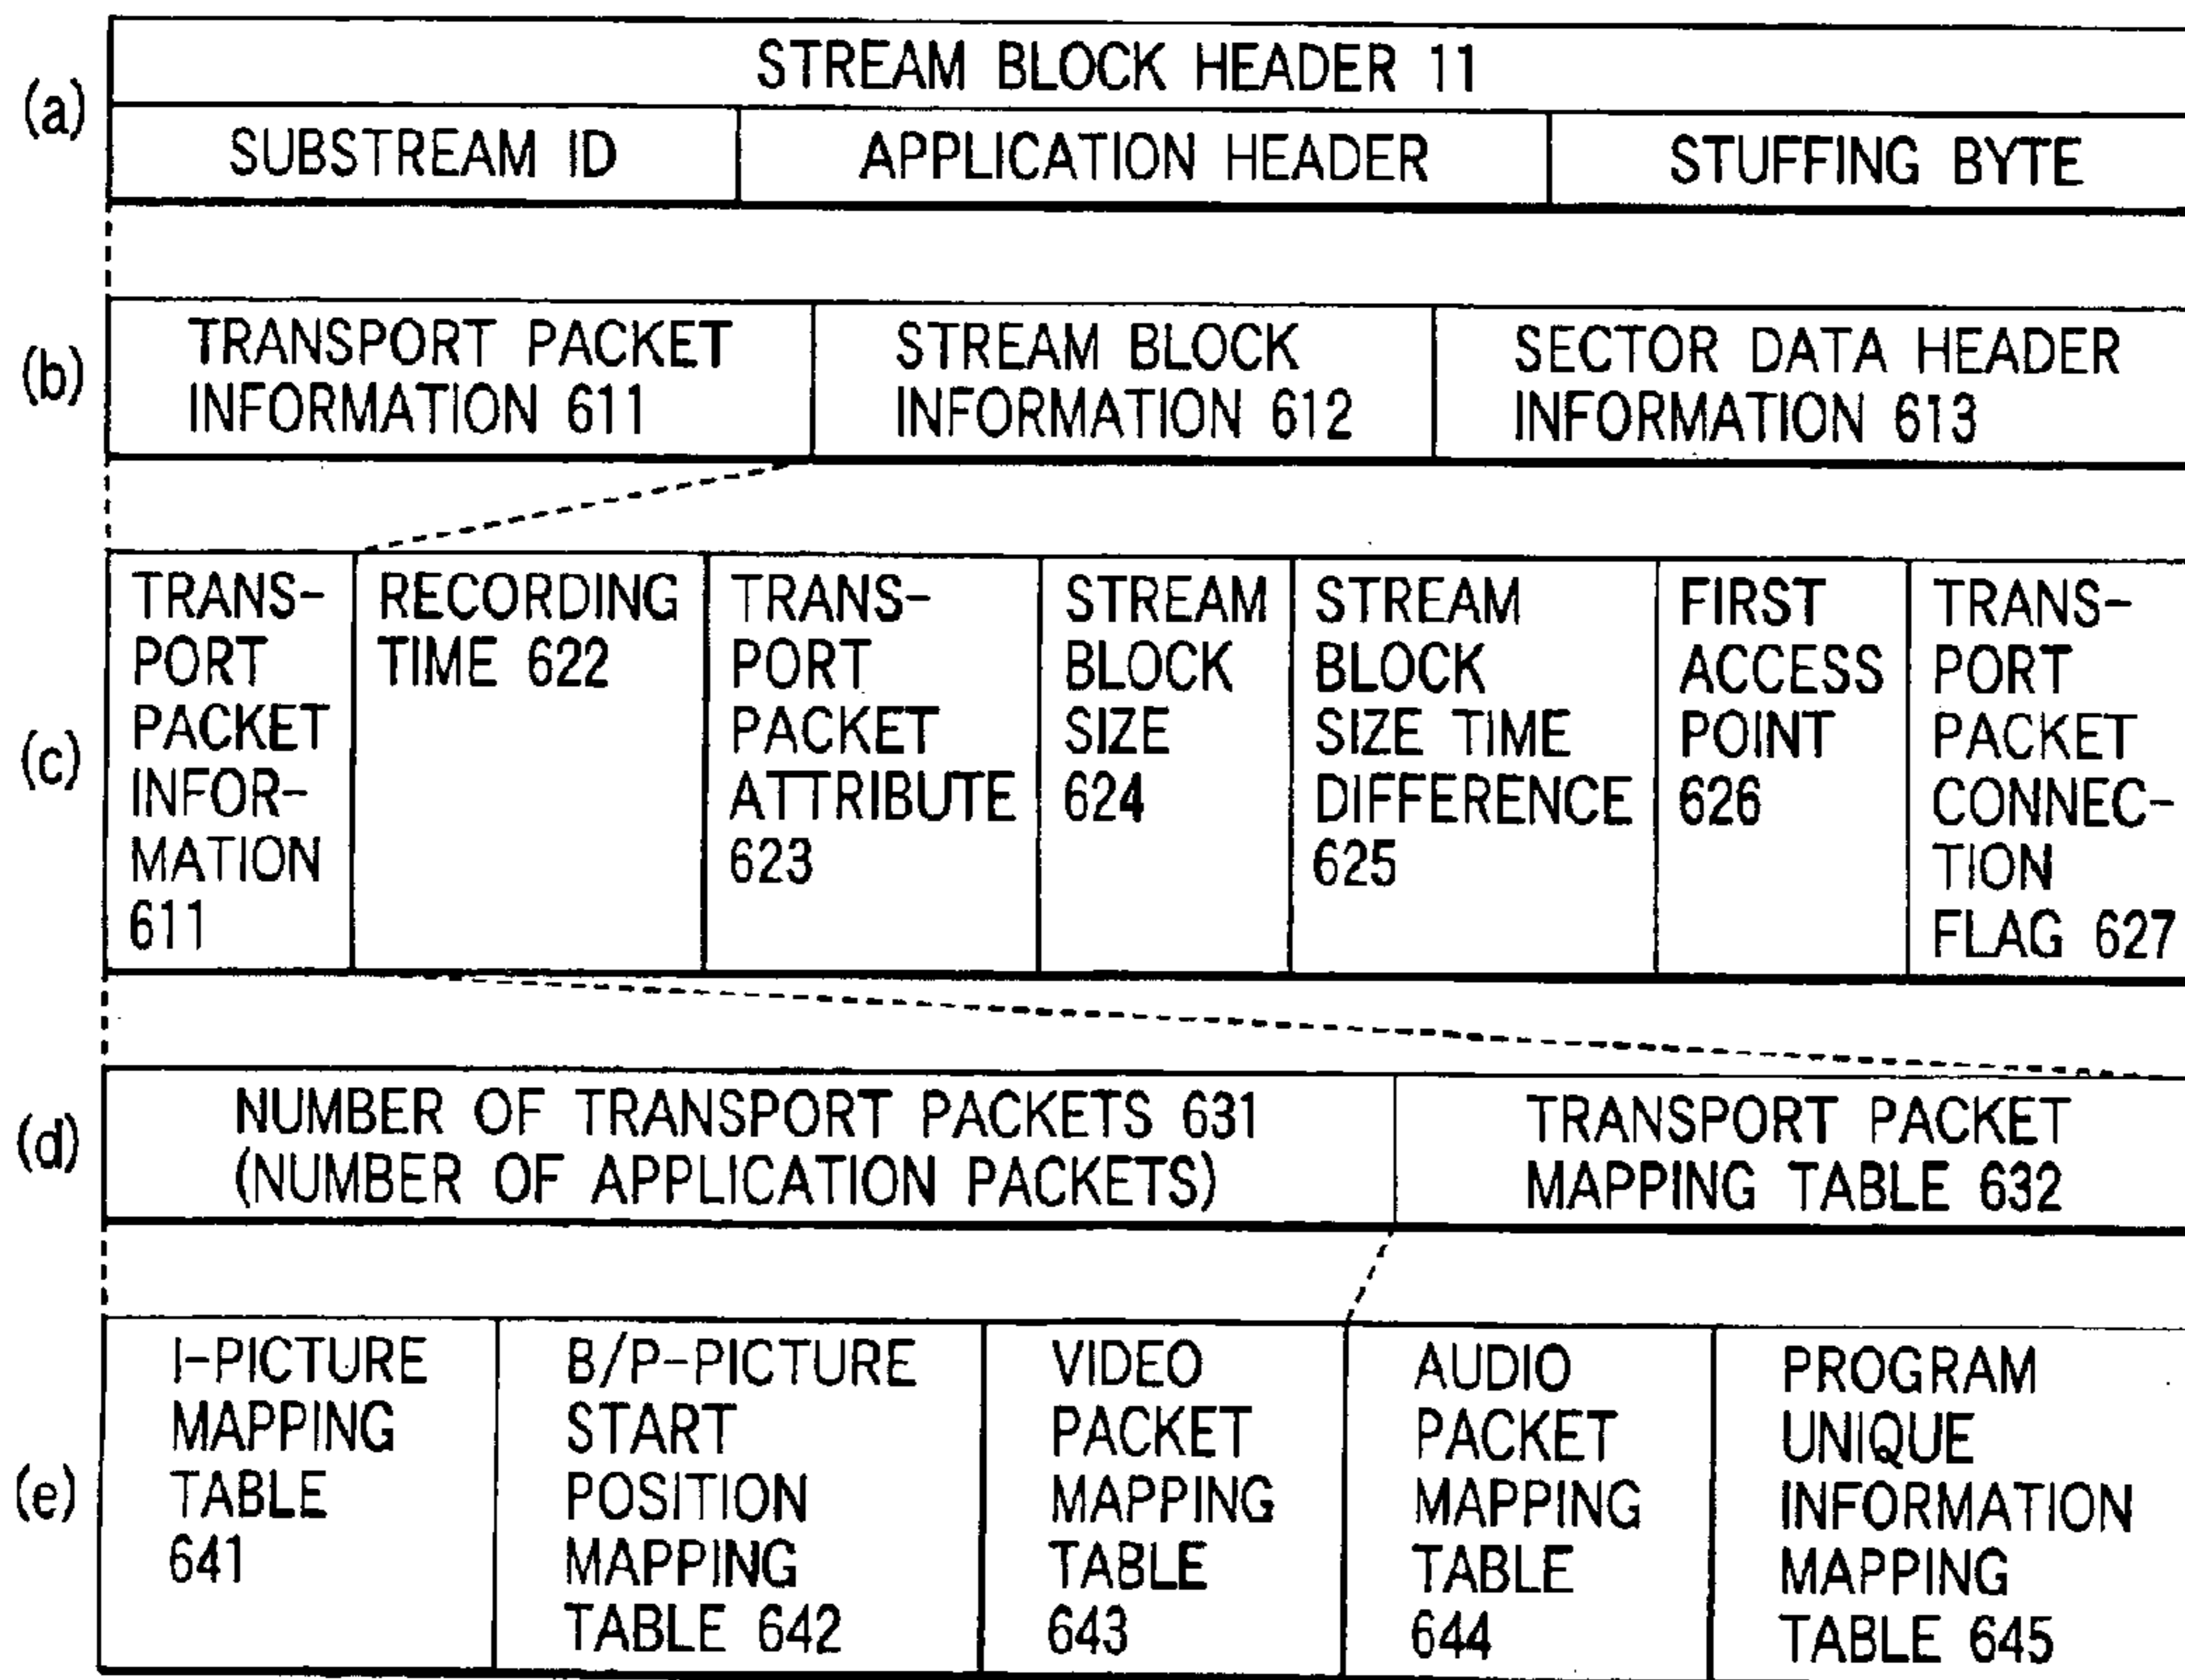 (a)
STREAM BLOCK HEADER 11
SUBSTREAM ID
APPLICATION HEADER
STUFFING BYTE
(b)
TRANSPORT PACKET
INFORMATION 611
STREAM BLOCK
INFORMATION 612
SECTOR DATA HEADER
INFORMATION 613
(c)
TRANS-
PORT
PACKET
INFOR-
MATION
611
RECORDING
TIME 622
TRANS-
PORT
PACKET
ATTRIBUTE
623
STREAM
BLOCK
SIZE
624
STREAM
BLOCK
SIZE TIME
DIFFERENCE
625
FIRST
ACCESS
POINT
626
TRANS-
PORT
PACKET
CONNEC-
TION
FLAG 627
(d)
NUMBER OF TRANSPORT PACKETS 631
(NUMBER OF APPLICATION PACKETS)
TRANSPORT PACKET
MAPPING TABLE 632
(e)
I-PICTURE
MAPPING
TABLE
641
B/P-PICTURE
START
POSITION
MAPPING
TABLE 642
VIDEO
PACKET
MAPPING
TABLE
643
AUDIO
PACKET
MAPPING
TABLE
644
PROGRAM
UNIQUE
INFORMATION
MAPPING
TABLE 645